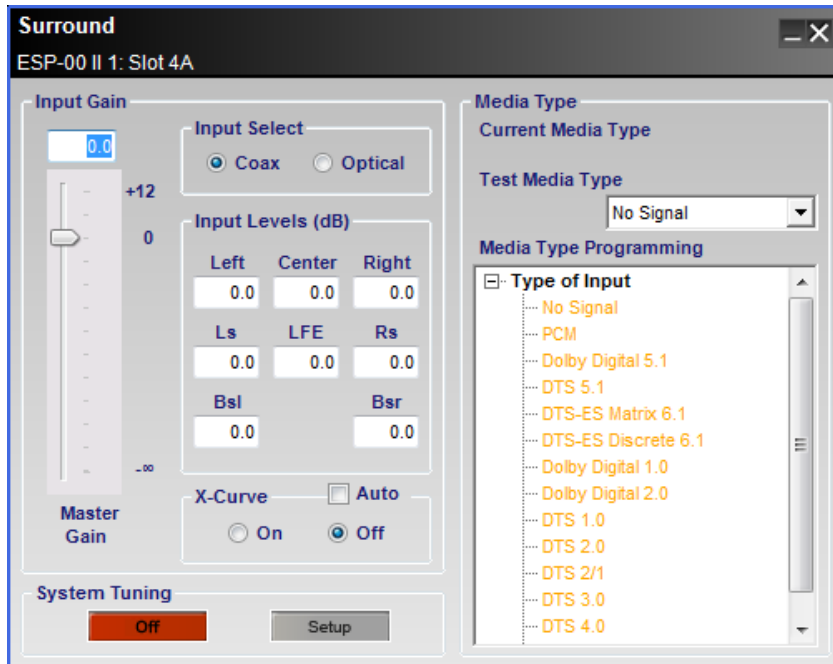 Surround
ESP-00 II 1: Slot 4A
Input Gain
0.0
+12
0
-∞
Master
Gain
Input Select
Coax Optical
Input Levels (dB)
Left Center Right
0.0 0.0 0.0
Ls LFE Rs
0.0 0.0 0.0
Bsl Bsr
0.0 0.0
X-Curve Auto
On Off
System Tuning
Off Setup
Media Type
Current Media Type
Test Media Type
No Signal
Media Type Programming
Type of Input
No Signal
PCM
Dolby Digital 5.1
DTS 5.1
DTS-ES Matrix 6.1
DTS-ES Discrete 6.1
Dolby Digital 1.0
Dolby Digital 2.0
DTS 1.0
DTS 2.0
DTS 2/1
DTS 3.0
DTS 4.0